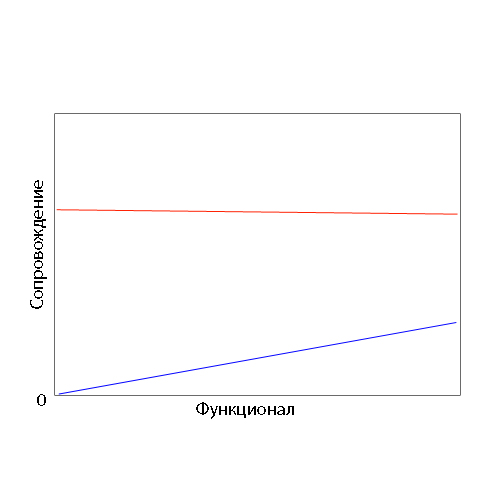 Сопровождение
0
Функционал